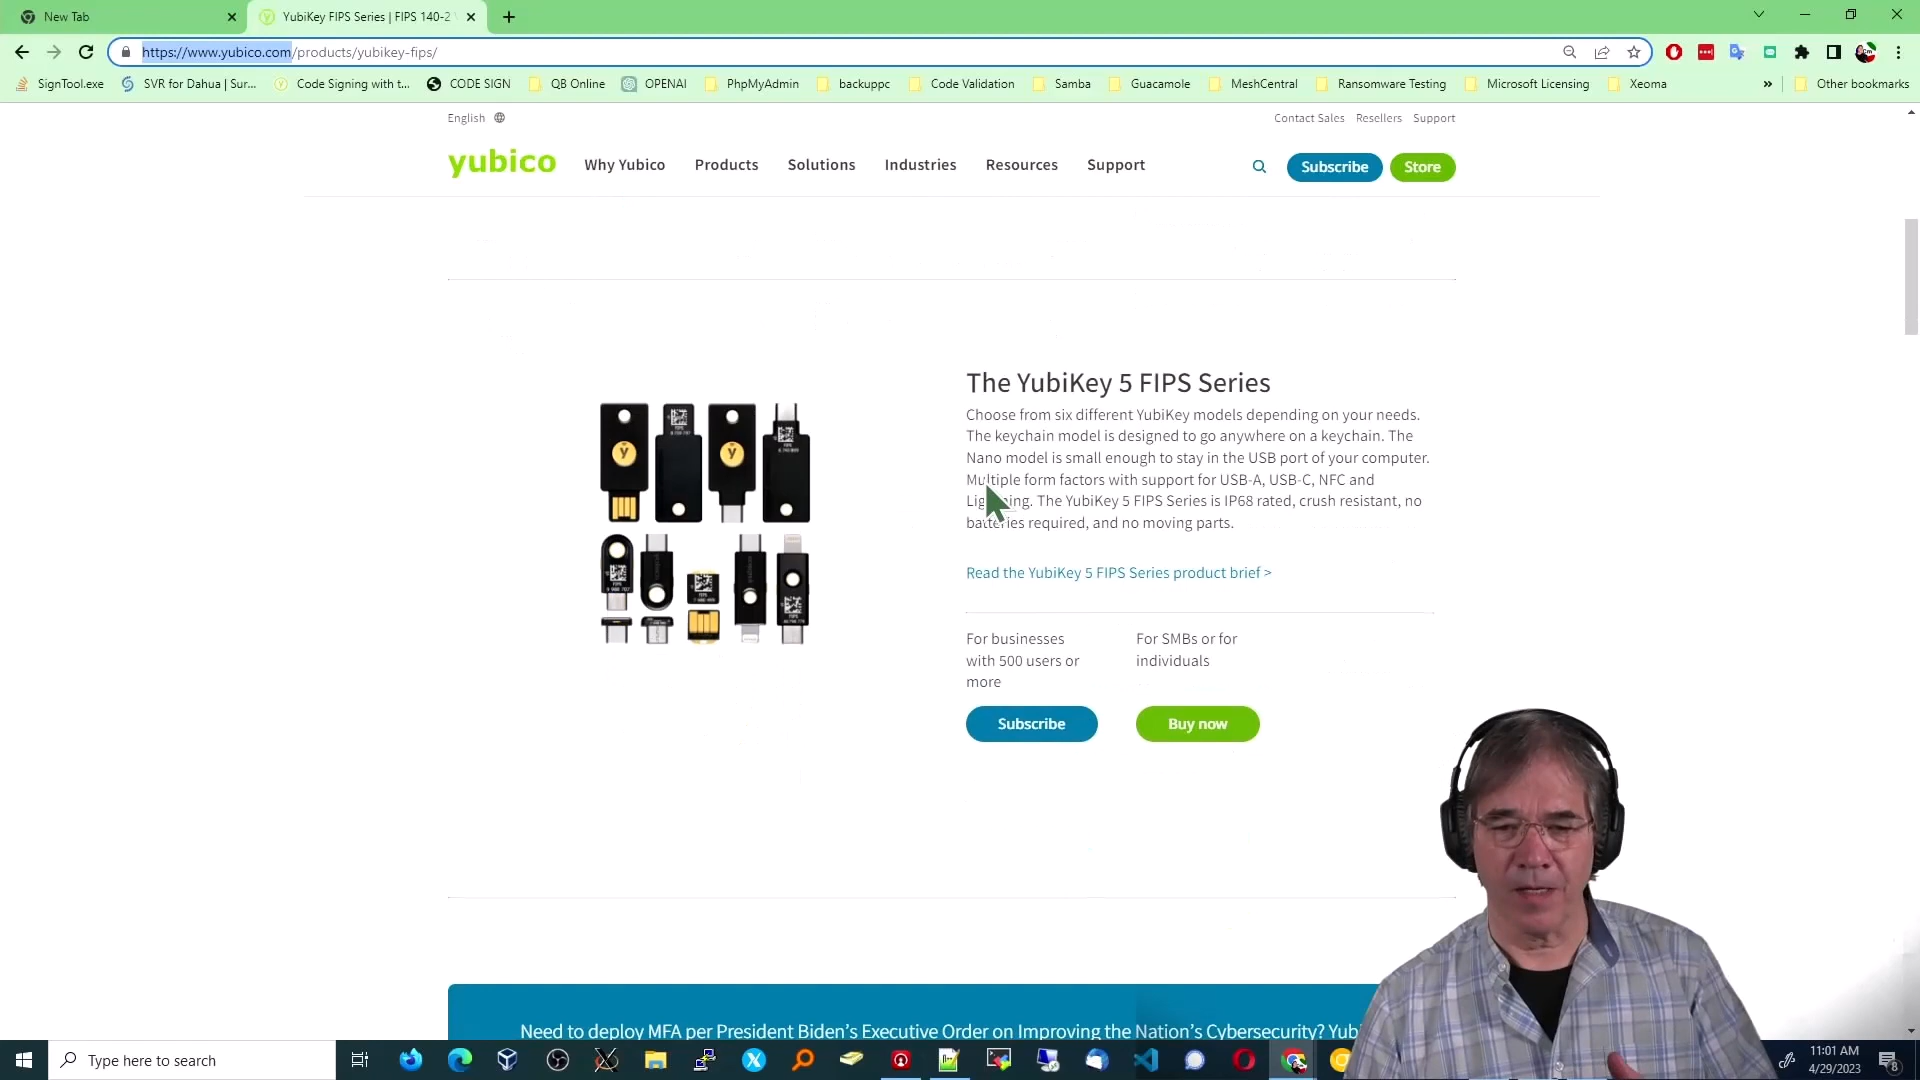 New Tab
YubiKey FIPS Series | FIPS 140-2
https://www.yubico.com/products/yubikey-fips/
SignTool.exe
SVR for Dahua | Sur...
Code Signing with t...
CODE SIGN
QB Online
OPENAI
PhpMyAdmin
backuppc
Code Validation
Samba
Guacamole
MeshCentral
Ransomware Testing
Microsoft Licensing
Xeoma
»
Other bookmarks
English
Contact Sales
Resellers
Support
yubico
Why Yubico
Products
Solutions
Industries
Resources
Support
Subscribe
Store
The YubiKey 5 FIPS Series
Choose from six different YubiKey models depending on your needs.
The keychain model is designed to go anywhere on a keychain. The
Nano model is small enough to stay in the USB port of your computer.
Multiple form factors with support for USB-A, USB-C, NFC and
Lightning. The YubiKey 5 FIPS Series is IP68 rated, crush resistant, no
batteries required, and no moving parts.
Read the YubiKey 5 FIPS Series product brief >
For businesses
with 500 users or
more
For SMBs or for
individuals
Subscribe
Buy now
Need to deploy MFA per President Biden's Executive Order on Improving the Nation's Cybersecurity? Yubi
Type here to search
11:01 AM
4/29/2023
8